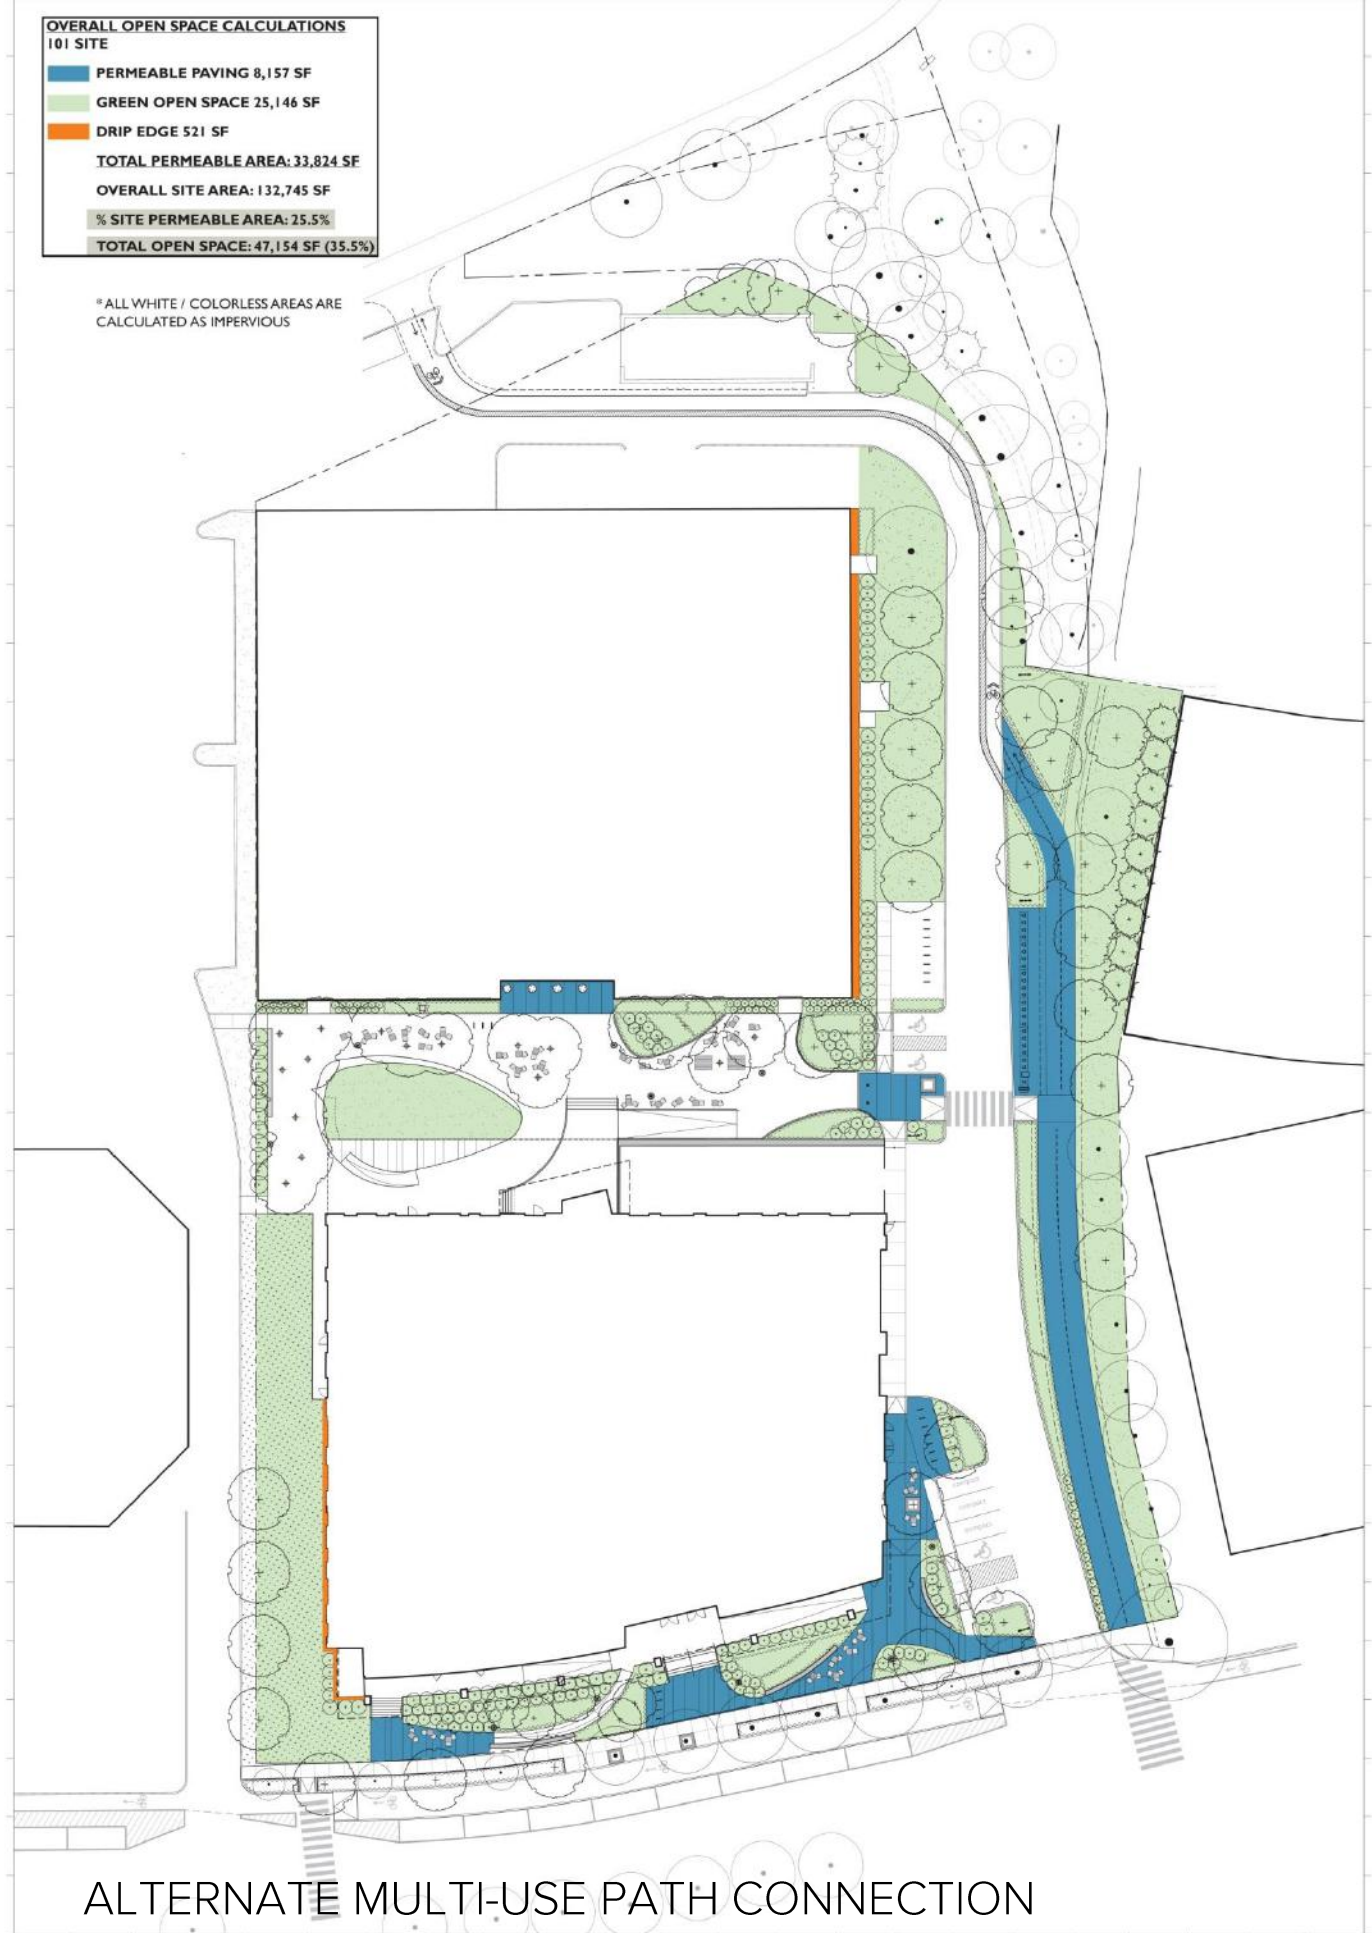 OVERALL OPEN SPACE CALCULATIONS
101 SITE
PERMEABLE PAVING 8,157 SF
GREEN OPEN SPACE 25,146 SF
DRIP EDGE 521 SF
TOTAL PERMEABLE AREA: 33,824 SF
OVERALL SITE AREA: 132,745 SF
% SITE PERMEABLE AREA: 25.5%
TOTAL OPEN SPACE: 47,154 SF (35.5%)
* ALL WHITE / COLORLESS AREAS ARE
CALCULATED AS IMPERVIOUS
ALTERNATE MULTI-USE PATH CONNECTION